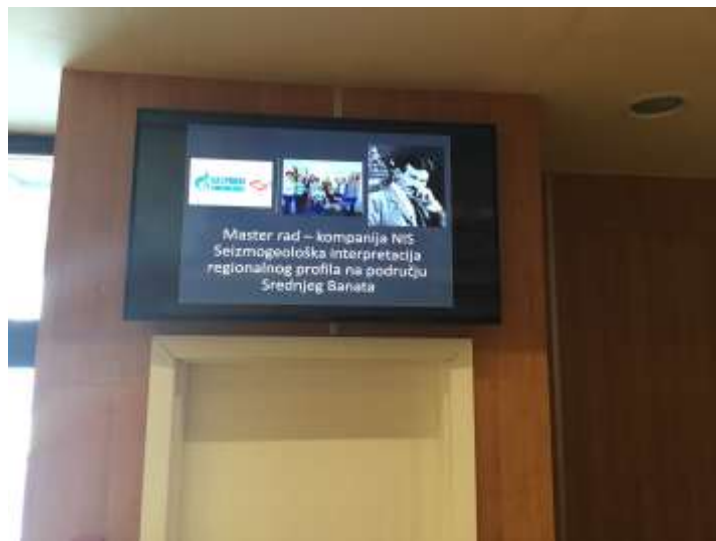 Master rad – kompanija NIS
Seizmogeološka interpretacija
regionalnog profila na području
Srednjeg Banata